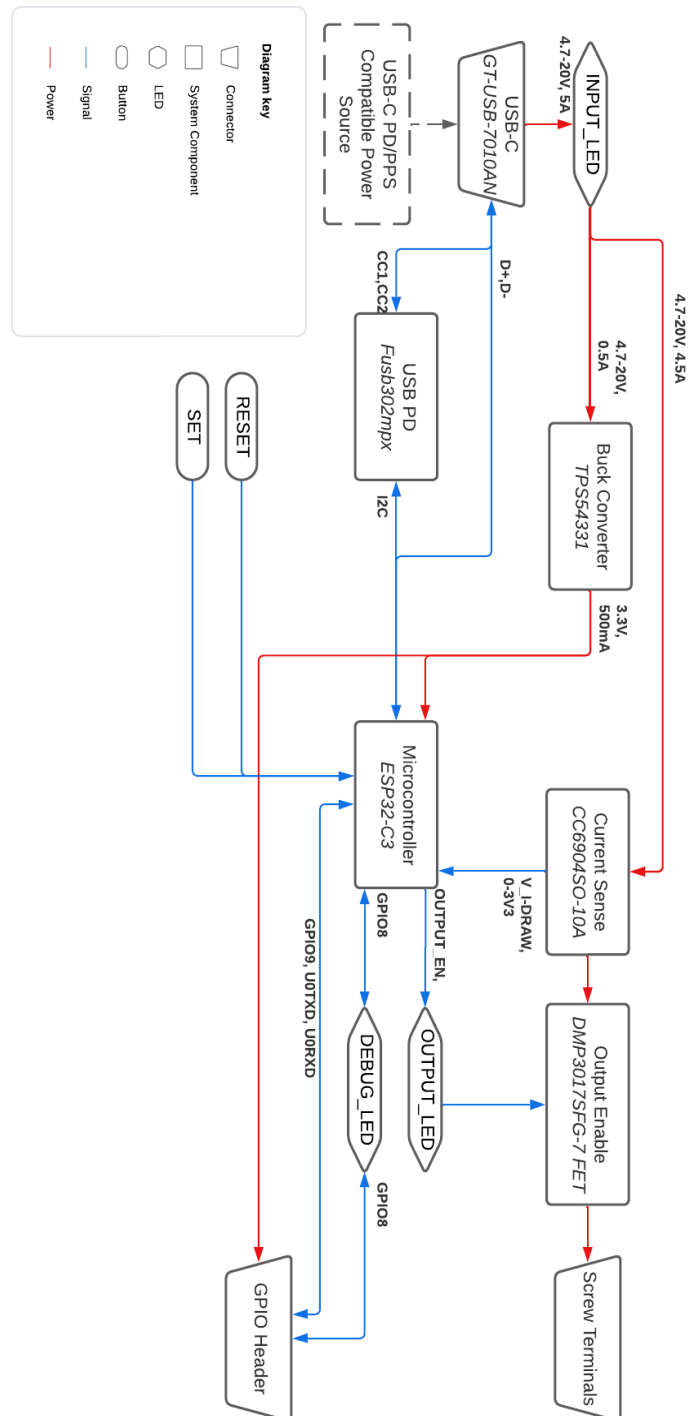 INPUT_LED
4.7-20V, 5A
USB-C
GT-USB-7010AN
USB-C PD/PPS
Compatible Power
Source
4.7-20V, 4.5A
4.7-20V,
0.5A
D+,D-
CC1,CC2
Buck Converter
TPS54331
USB PD
Fusb302mpx
I2C
3.3V,
500mA
RESET
SET
Current Sense
CC6904SO-10A
V_I-DRAW,
0-3V3
Microcontroller
ESP32-C3
OUTPUT_EN,
GPIO8
GPIO9, U0TXD, U0RXD
Output Enable
DMP3017SFG-7 FET
OUTPUT_LED
DEBUG_LED
GPIO8
Screw Terminals
GPIO Header
Diagram key
Connector
System Component
LED
Button
Signal
Power